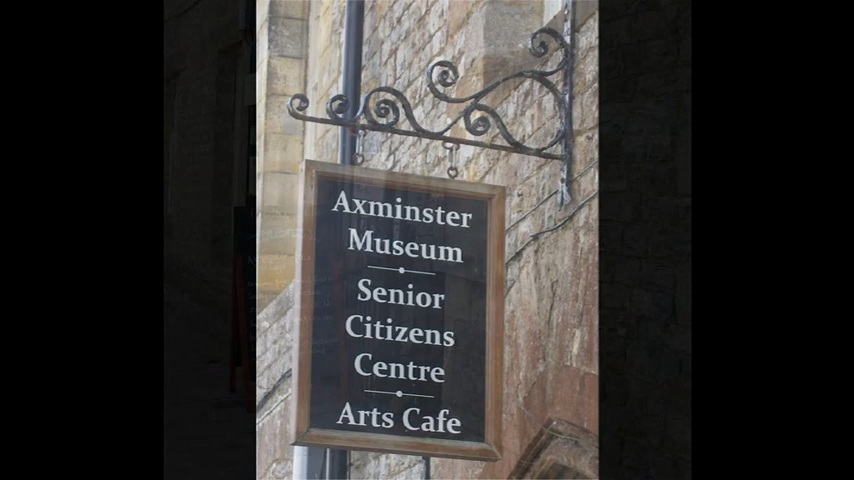 Axminster
Museum
Senior
Citizens
Centre
Arts Cafe